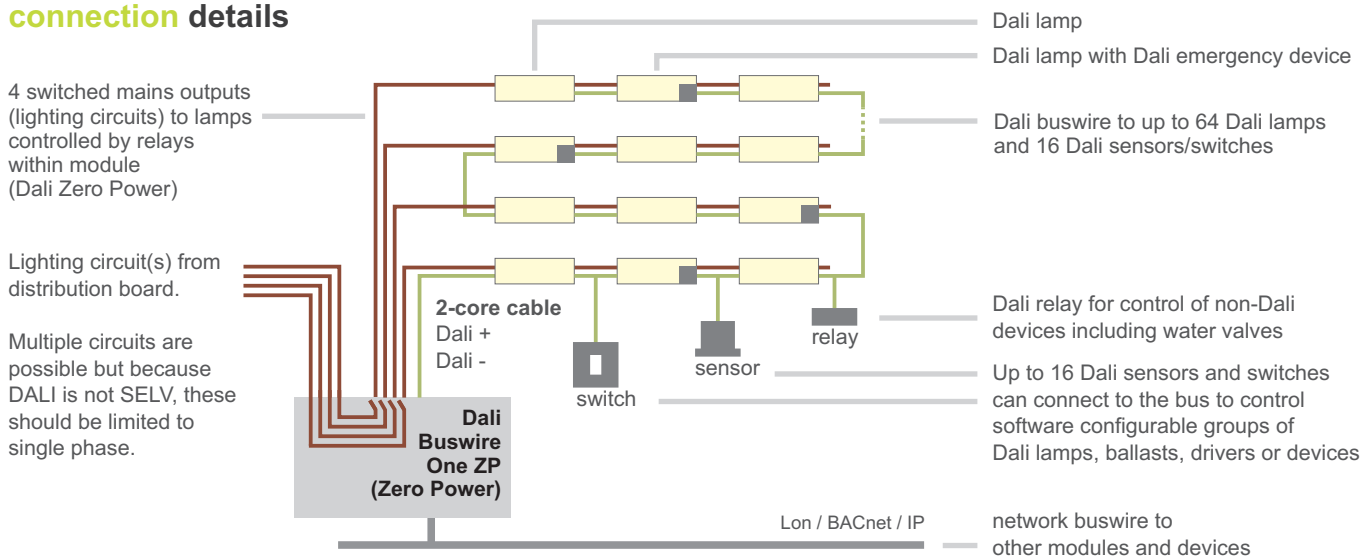 connection details
4 switched mains outputs
(lighting circuits) to lamps
controlled by relays
within module
(Dali Zero Power)
Lighting circuit(s) from
distribution board.
Multiple circuits are
possible but because
DALI is not SELV, these
should be limited to
single phase.
2-core cable
Dali +
Dali -
switch
sensor
relay
Dali
Buswire
One ZP
(Zero Power)
Lon / BACnet / IP
Dali lamp
Dali lamp with Dali emergency device
Dali buswire to up to 64 Dali lamps
and 16 Dali sensors/switches
Dali relay for control of non-Dali
devices including water valves
Up to 16 Dali sensors and switches
can connect to the bus to control
software configurable groups of
Dali lamps, ballasts, drivers or devices
network buswire to
other modules and devices